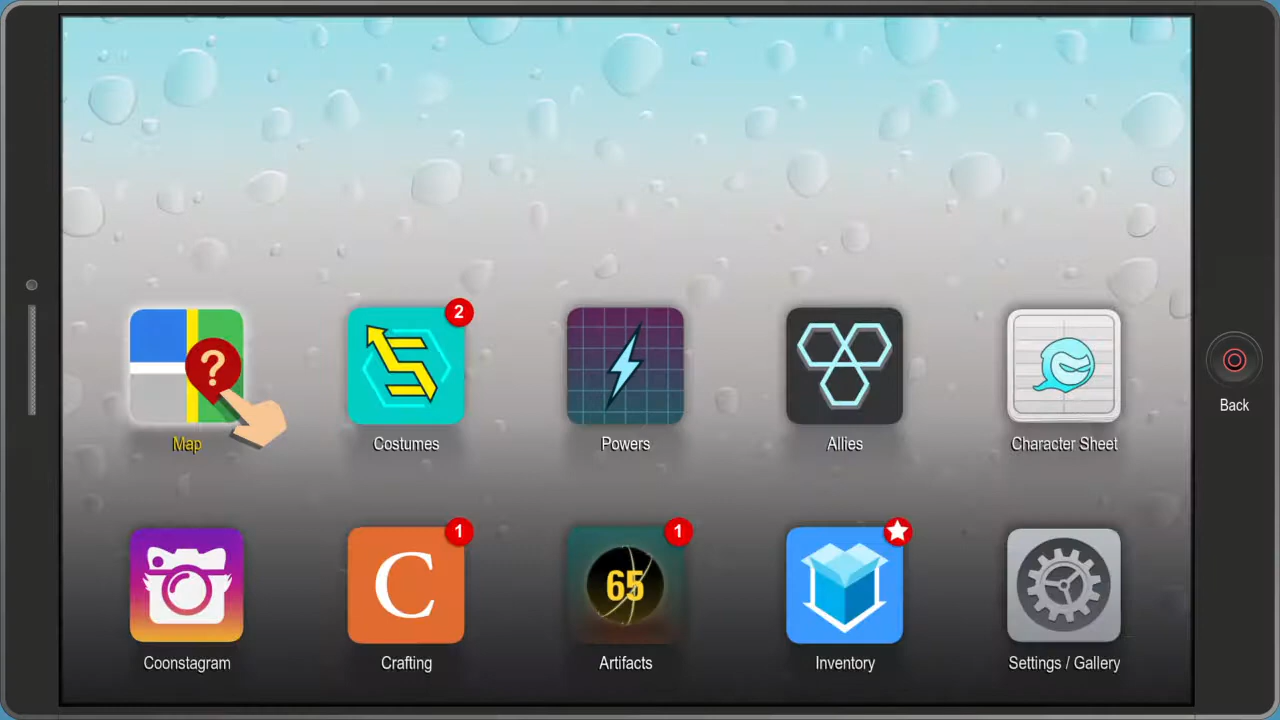 2
?
Map
Costumes
Powers
Allies
Character Sheet
Back
1
1
C
65
Coonstagram
Crafting
Artifacts
Inventory
Settings / Gallery